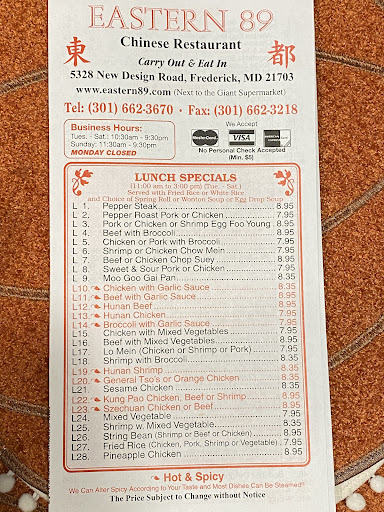 EASTERN 89
東 都
Chinese Restaurant
Carry Out & Eat In
5328 New Design Road, Frederick, MD 21703
www.eastern89.com (Next to the Giant Supermarket)
Tel: (301) 662-3670 · Fax: (301) 662-3218
Business Hours:
Tues. - Sat.: 10:30am - 9:30pm
Sunday: 11:30am - 9:30pm
MONDAY CLOSED
We Accept
MasterCard VISA AMERICAN EXPRESS
No Personal Check Accepted
(Min. $5)
LUNCH SPECIALS
(11:00 am to 3:00 pm) (Tue. - Sat.)
Served with Fried Rice or White Rice
and Choice of Spring Roll or Wonton Soup or Egg Drop Soup
L 1. Pepper Steak 8.95
L 2. Pepper Roast Pork or Chicken 7.95
L 3. Pork or Chicken or Shrimp Egg Foo Young 8.95
L 4. Beef with Broccoli 8.95
L 5. Chicken or Pork with Broccoli 7.95
L 6. Shrimp or Chicken Chow Mein 7.95
L 7. Beef or Chicken Chop Suey 8.95
L 8. Sweet & Sour Pork or Chicken 7.95
L 9. Moo Goo Gai Pan 8.35
L10. Chicken with Garlic Sauce 8.35
L11. Beef with Garlic Sauce 8.95
L12. Hunan Beef 8.95
L13. Hunan Chicken 7.95
L14. Broccoli with Garlic Sauce 7.95
L15. Chicken with Mixed Vegetables 7.95
L16. Beef with Mixed Vegetables 8.95
L17. Lo Mein (Chicken or Shrimp or Pork) 7.95
L18. Shrimp with Broccoli 8.35
L19. Hunan Shrimp 8.35
L20. General Tso's or Orange Chicken 8.35
L21. Sesame Chicken 8.35
L22. Kung Pao Chicken, Beef or Shrimp 8.95
L23. Szechuan Chicken or Beef 8.95
L24. Mixed Vegetable 7.95
L25. Shrimp w. Mixed Vegetable 8.35
L26. String Bean (Shrimp or Beef or Chicken) 8.95
L27. Fried Rice (Chicken, Pork, Shrimp or Vegetable) 7.95
L28. Pineapple Chicken 8.95
Hot & Spicy
We Can Alter Spicy According to Your Taste and Most Dishes Can Be Steamed
The Price Subject to Change without Notice